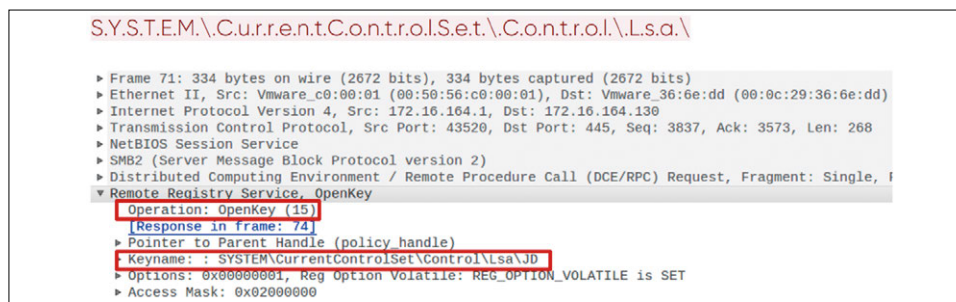 S.Y.S.T.E.M.\.C.u.r.r.e.n.t.C.o.n.t.r.o.l.S.e.t.\.C.o.n.t.r.o.l.\.L.s.a.\
Frame 71: 334 bytes on wire (2672 bits), 334 bytes captured (2672 bits)
Ethernet II, Src: Vmware_c0:00:01 (00:50:56:c0:00:01), Dst: Vmware_36:6e:dd (00:0c:29:36:6e:dd)
Internet Protocol Version 4, Src: 172.16.164.1, Dst: 172.16.164.130
Transmission Control Protocol, Src Port: 43520, Dst Port: 445, Seq: 3837, Ack: 3573, Len: 268
NetBIOS Session Service
SMB2 (Server Message Block Protocol version 2)
Distributed Computing Environment / Remote Procedure Call (DCE/RPC) Request, Fragment: Single,
Remote Registry Service, OpenKey
Operation: OpenKey (15)
[Response in frame: 74]
Pointer to Parent Handle (policy_handle)
Keyname: : SYSTEM\CurrentControlSet\Control\Lsa\JD
Options: 0x00000001, Reg Option Volatile: REG_OPTION_VOLATILE is SET
Access Mask: 0x02000000